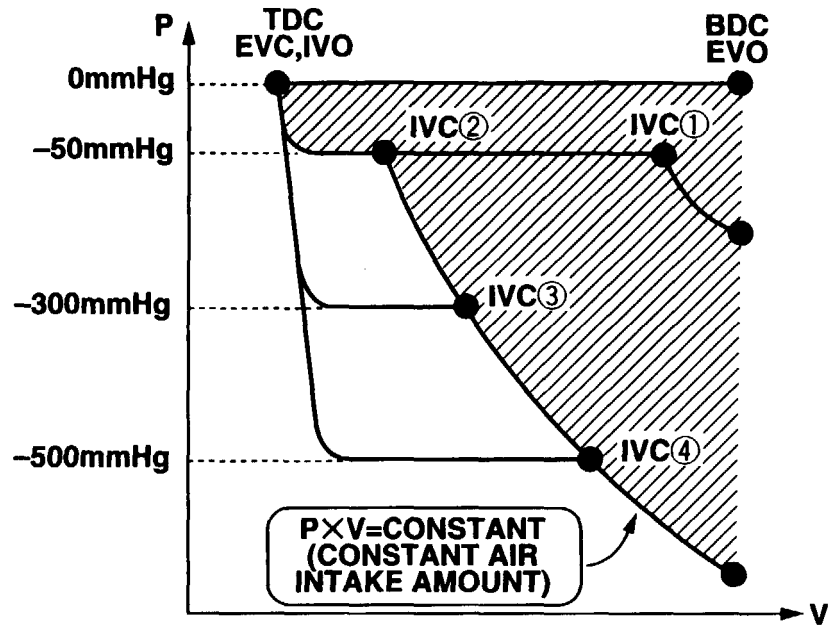 P
TDC
EVC,IVO
BDC
EVO
0mmHg
IVC②
IVC①
−50mmHg
−300mmHg
IVC③
−500mmHg
IVC④
P×V=CONSTANT
(CONSTANT AIR
INTAKE AMOUNT)
V